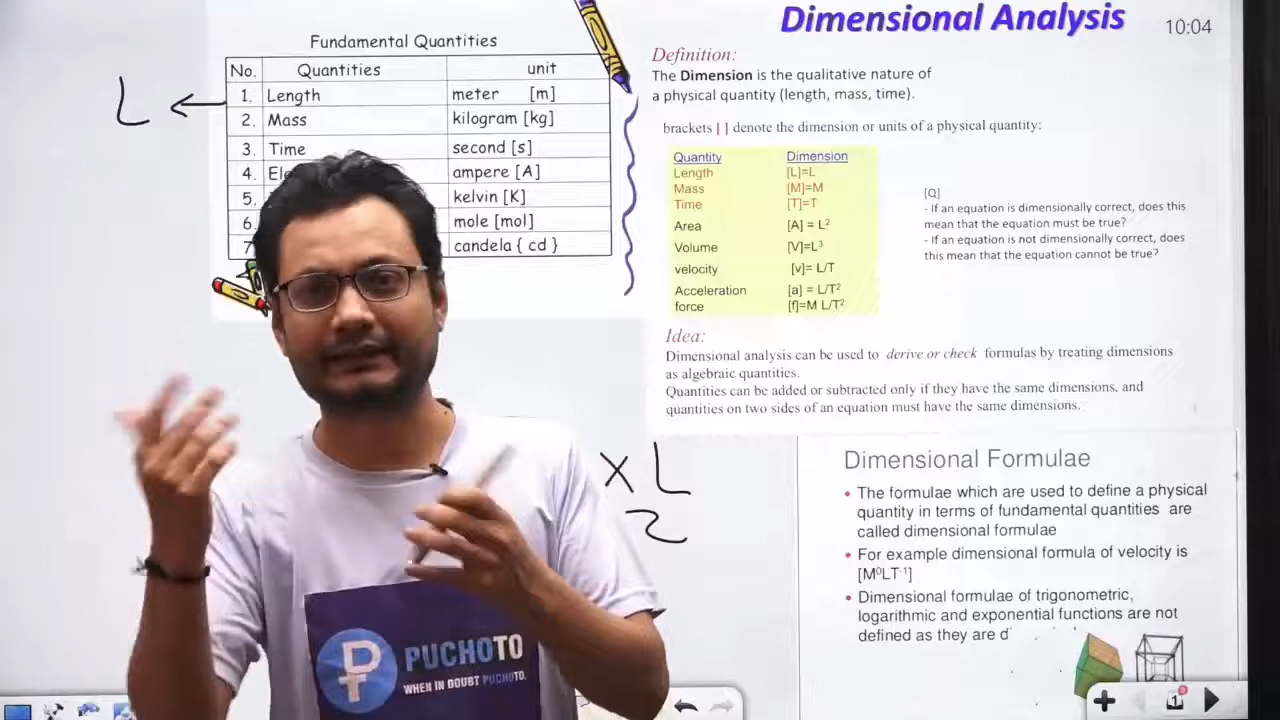 Fundamental Quantities
No. Quantities unit
1. Length meter [m]
2. Mass kilogram [kg]
3. Time second [s]
4. ampere [A]
5. kelvin [K]
6. mole [mol]
7 candela { cd }
L
Dimensional Analysis
10:04
Definition:
The Dimension is the qualitative nature of
a physical quantity (length, mass, time).
brackets [ ] denote the dimension or units of a physical quantity:
Quantity Dimension
Length [L]=L
Mass [M]=M
Time [T]=T
Area [A] = L²
Volume [V]=L³
velocity [v]= L/T
Acceleration [a] = L/T²
force [f]=M L/T²
[Q]
- If an equation is dimensionally correct, does this
mean that the equation must be true?
- If an equation is not dimensionally correct, does
this mean that the equation cannot be true?
Idea:
Dimensional analysis can be used to derive or check formulas by treating dimensions
as algebraic quantities.
Quantities can be added or subtracted only if they have the same dimensions, and
quantities on two sides of an equation must have the same dimensions.
x L
2
Dimensional Formulae
• The formulae which are used to define a physical
quantity in terms of fundamental quantities are
called dimensional formulae
• For example dimensional formula of velocity is
[M⁰LT⁻¹]
• Dimensional formulae of trigonometric,
logarithmic and exponential functions are not
defined as they are
PUCHOTO
WHEN IN DOUBT PUCHOTO.
1